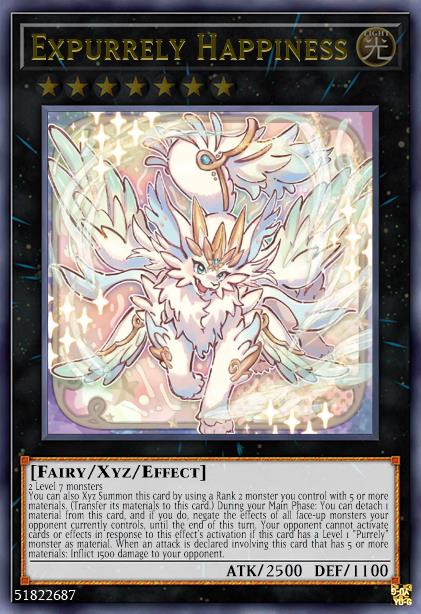 Expurrely Happiness
LIGHT
光
[Fairy/Xyz/Effect]
2 Level 7 monsters
You can also Xyz Summon this card by using a Rank 2 monster you control with 5 or more
materials. (Transfer its materials to this card.) During your Main Phase: You can detach 1
material from this card, and if you do, negate the effects of all face-up monsters your
opponent currently controls, until the end of this turn. Your opponent cannot activate
cards or effects in response to this effect's activation if this card has a Level 1 "Purrely"
monster as material. When an attack is declared involving this card that has 5 or more
materials: Inflict 1500 damage to your opponent.
ATK/2500 DEF/1100
51822687